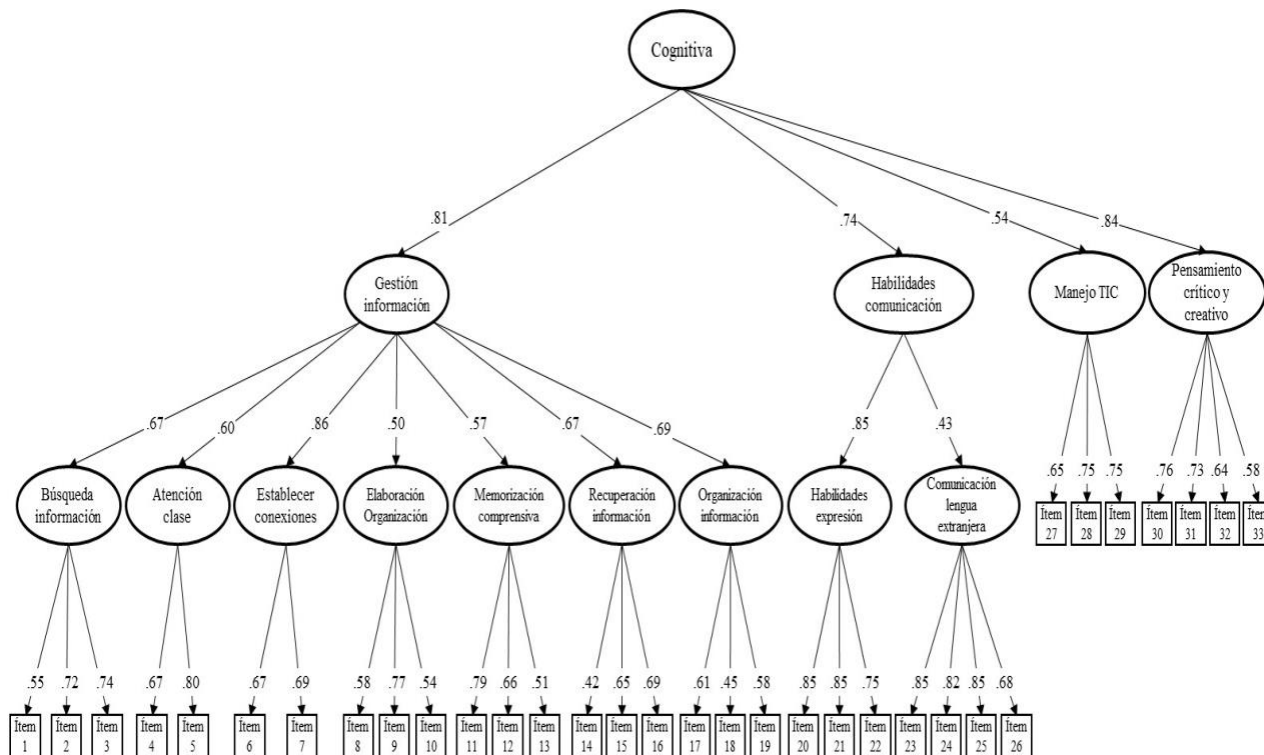 Cognitiva
.81
.74
.54
.84
Gestión
información
Habilidades
comunicación
Manejo TIC
Pensamiento
crítico y
creativo
.67
.60
.86
.50
.57
.67
.69
.85
.43
.65 .75 .75
.76 .73 .64 .58
Búsqueda
información
Atención
clase
Establecer
conexiones
Elaboración
Organización
Memorización
comprensiva
Recuperación
información
Organización
información
Habilidades
expresión
Comunicación
lengua
extranjera
Ítem
27
Ítem
28
Ítem
29
Ítem
30
Ítem
31
Ítem
32
Ítem
33
.55 .72 .74
.67 .80
.67 .69
.58 .77 .54
.79 .66 .51
.42 .65 .69
.61 .45 .58
.85 .85 .75
.85 .82 .85 .68
Ítem
1
Ítem
2
Ítem
3
Ítem
4
Ítem
5
Ítem
6
Ítem
7
Ítem
8
Ítem
9
Ítem
10
Ítem
11
Ítem
12
Ítem
13
Ítem
14
Ítem
15
Ítem
16
Ítem
17
Ítem
18
Ítem
19
Ítem
20
Ítem
21
Ítem
22
Ítem
23
Ítem
24
Ítem
25
Ítem
26